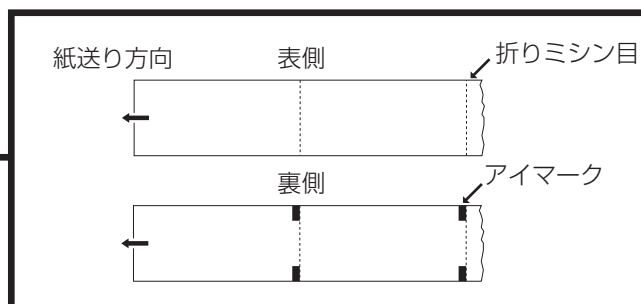 紙送り方向
表側
折りミシン目
裏側
アイマーク